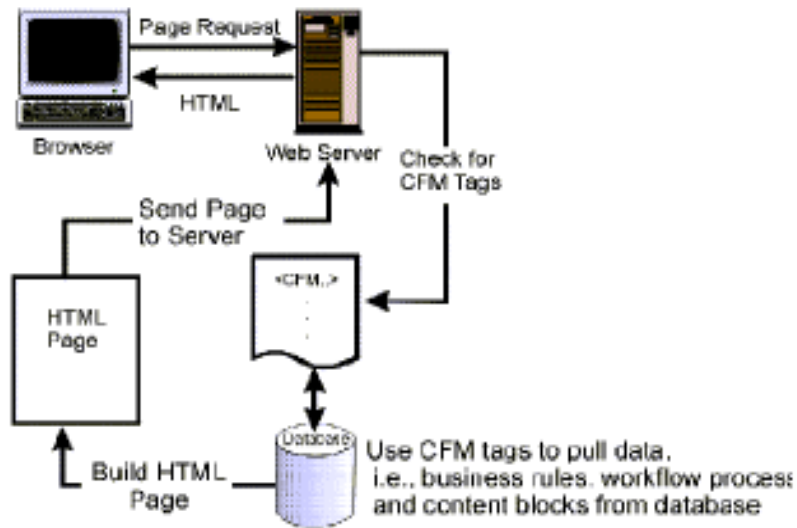 Page Request
HTML
Browser
Web Server
Check for
CFM Tags
Send Page
to Server
<CFM..>
HTML
Page
Database
Use CFM tags to pull data,
i.e., business rules, workflow process
and content blocks from database
Build HTML
Page